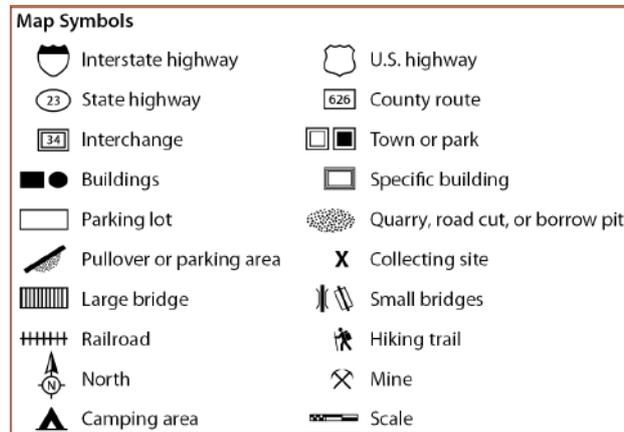 Map Symbols
Interstate highway
U.S. highway
23 State highway
626 County route
34 Interchange
Town or park
Buildings
Specific building
Parking lot
Quarry, road cut, or borrow pit
Pullover or parking area
X Collecting site
Large bridge
Small bridges
Railroad
Hiking trail
N North
Mine
Camping area
Scale